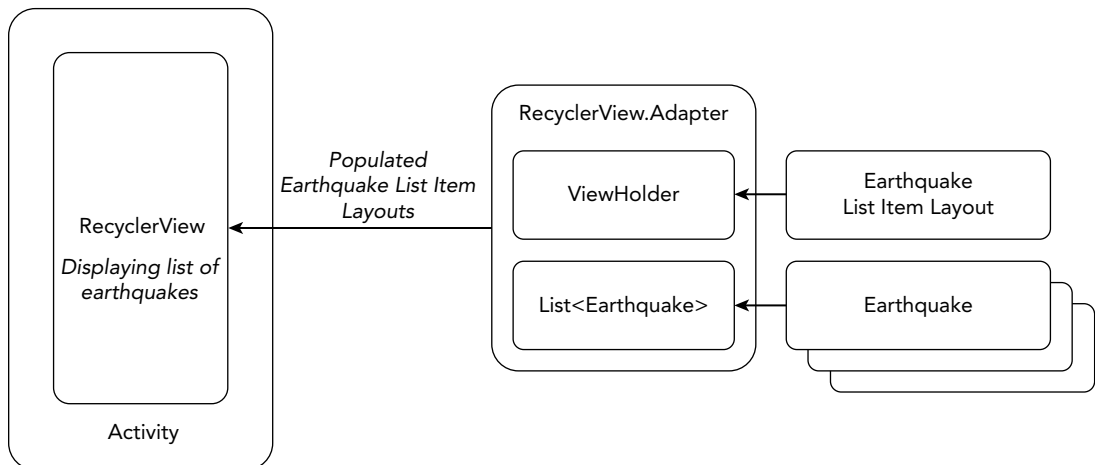 RecyclerView
Displaying list of
earthquakes
Activity
Populated
Earthquake List Item
Layouts
RecyclerView.Adapter
ViewHolder
List<Earthquake>
Earthquake
List Item Layout
Earthquake